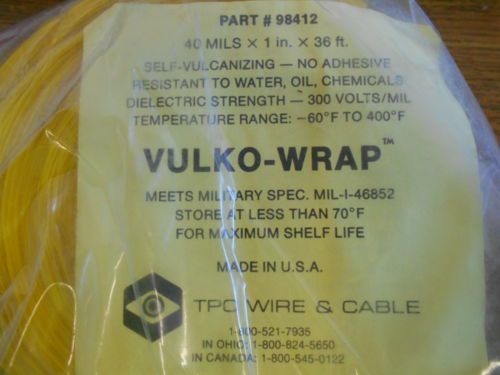 PART # 98412
40 MILS × 1 in. × 36 ft.
SELF-VULCANIZING — NO ADHESIVE
RESISTANT TO WATER, OIL, CHEMICALS
DIELECTRIC STRENGTH — 300 VOLTS/MIL
TEMPERATURE RANGE: –60°F TO 400°F
VULKO-WRAP™
MEETS MILITARY SPEC. MIL-I-46852
STORE AT LESS THAN 70°F
FOR MAXIMUM SHELF LIFE
MADE IN U.S.A.
TPC WIRE & CABLE
1-800-521-7935
IN OHIO: 1-800-824-5650
IN CANADA: 1-800-545-0122